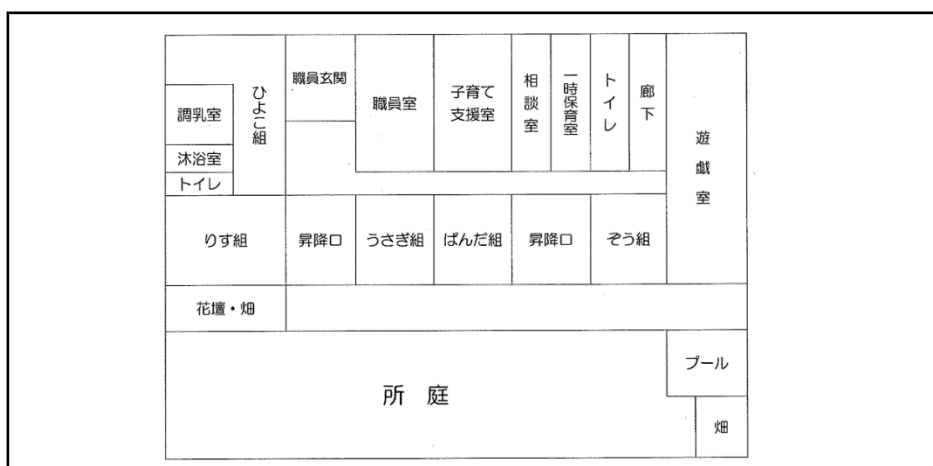 ひよこ組
調乳室
沐浴室
トイレ
職員玄関
職員室
子育て
支援室
相談室
一時保育室
トイレ
廊下
遊戯室
りす組
昇降口
うさぎ組
ぱんだ組
昇降口
ぞう組
花壇・畑
所庭
プール
畑